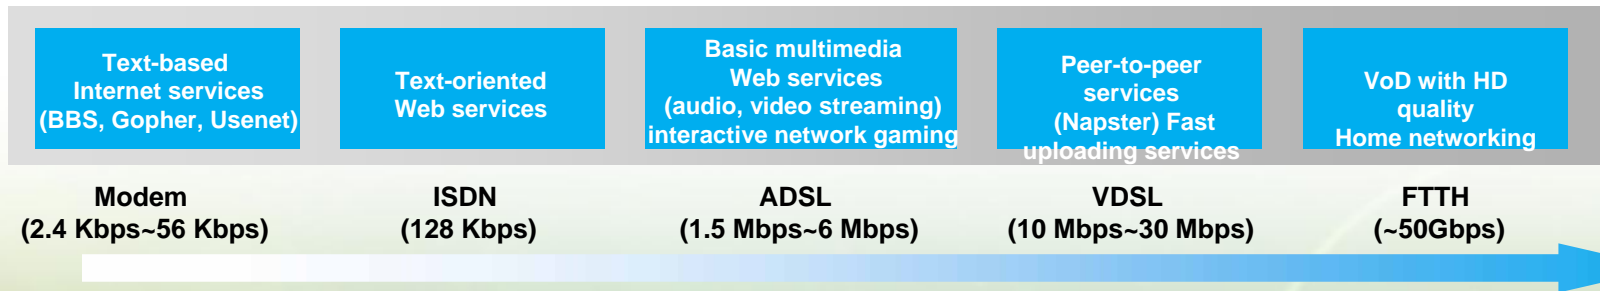 Text-based
Internet services
(BBS, Gopher, Usenet)
Text-oriented
Web services
Basic multimedia
Web services
(audio, video streaming)
interactive network gaming
Peer-to-peer
services
(Napster) Fast
uploading services
VoD with HD
quality
Home networking
Modem
(2.4 Kbps~56 Kbps)
ISDN
(128 Kbps)
ADSL
(1.5 Mbps~6 Mbps)
VDSL
(10 Mbps~30 Mbps)
FTTH
(~50Gbps)